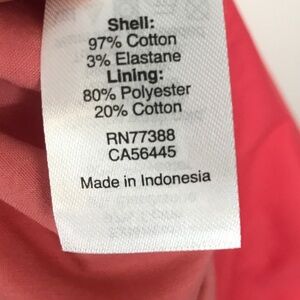 Shell:
97% Cotton
3% Elastane
Lining:
80% Polyester
20% Cotton
RN77388
CA56445
Made in Indonesia